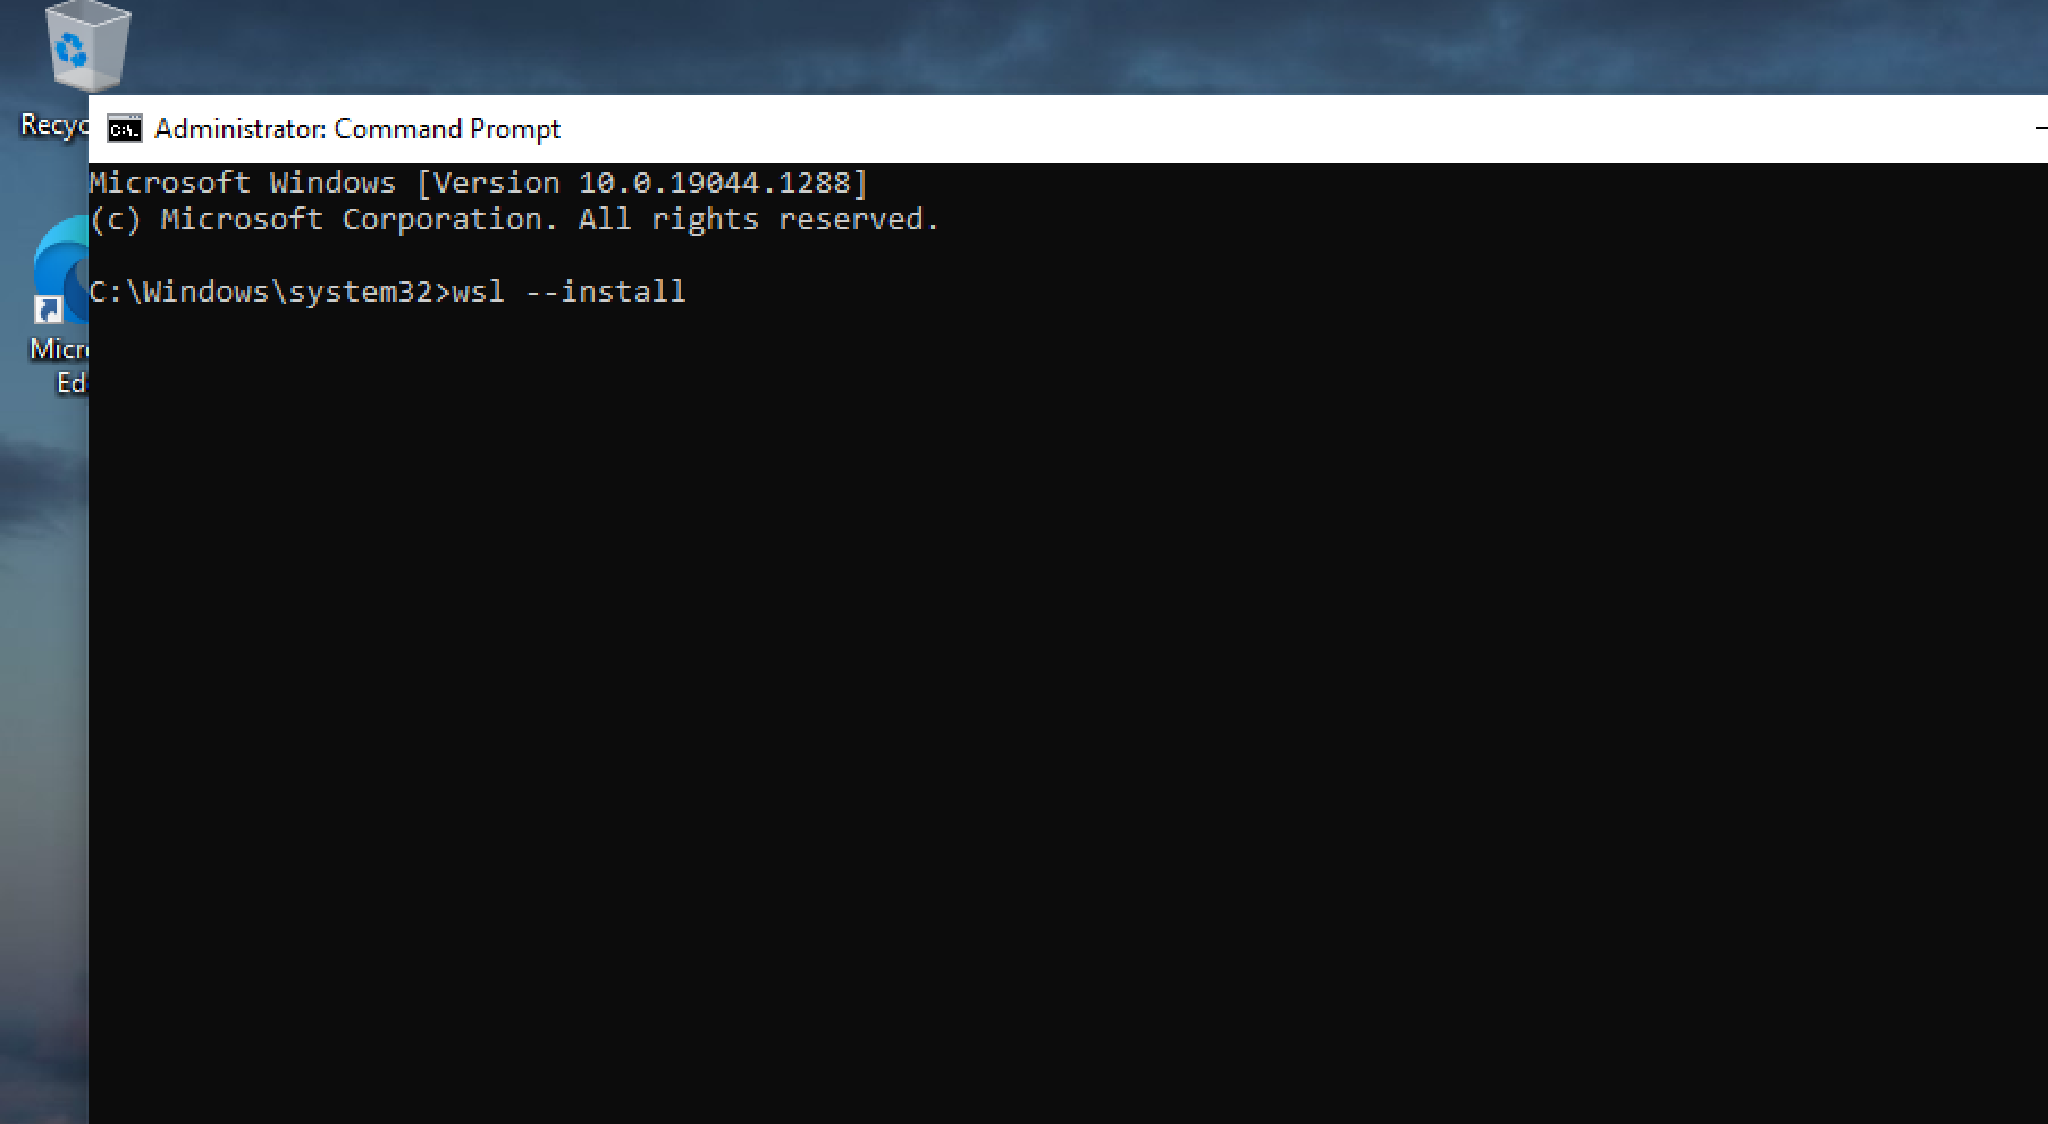 Recyc
Administrator: Command Prompt
Microsoft Windows [Version 10.0.19044.1288]
(c) Microsoft Corporation. All rights reserved.
C:\Windows\system32>wsl --install
Micr
Ed